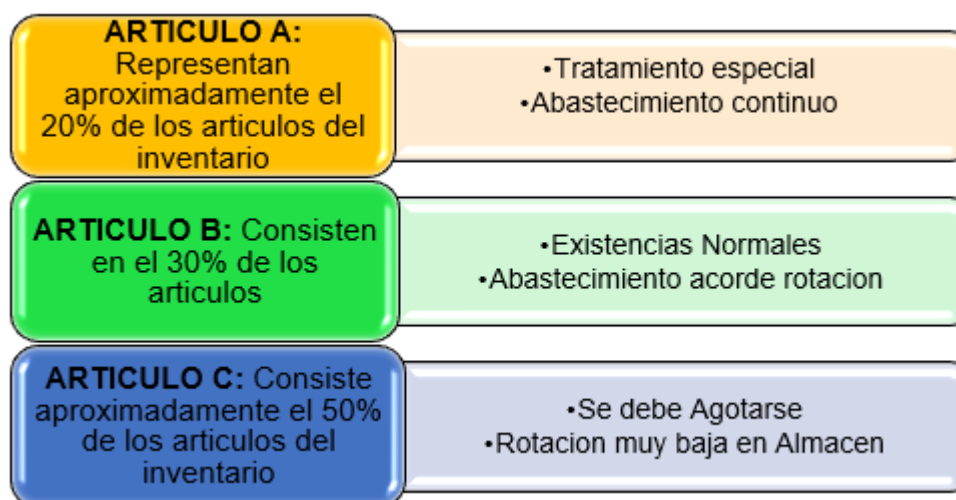 ARTICULO A:
Representan
aproximadamente el
20% de los articulos del
inventario
•Tratamiento especial
•Abastecimiento continuo
ARTICULO B: Consisten
en el 30% de los
articulos
•Existencias Normales
•Abastecimiento acorde rotacion
ARTICULO C: Consiste
aproximadamente el 50%
de los articulos del
inventario
•Se debe Agotarse
•Rotacion muy baja en Almacen